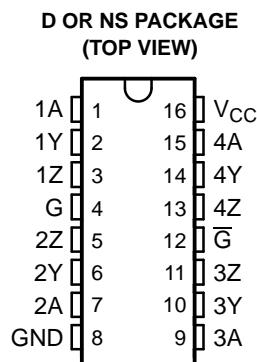 D OR NS PACKAGE
(TOP VIEW)
1A 1 16 V_CC
1Y 2 15 4A
1Z 3 14 4Y
G 4 13 4Z
2Z 5 12 G̅
2Y 6 11 3Z
2A 7 10 3Y
GND 8 9 3A